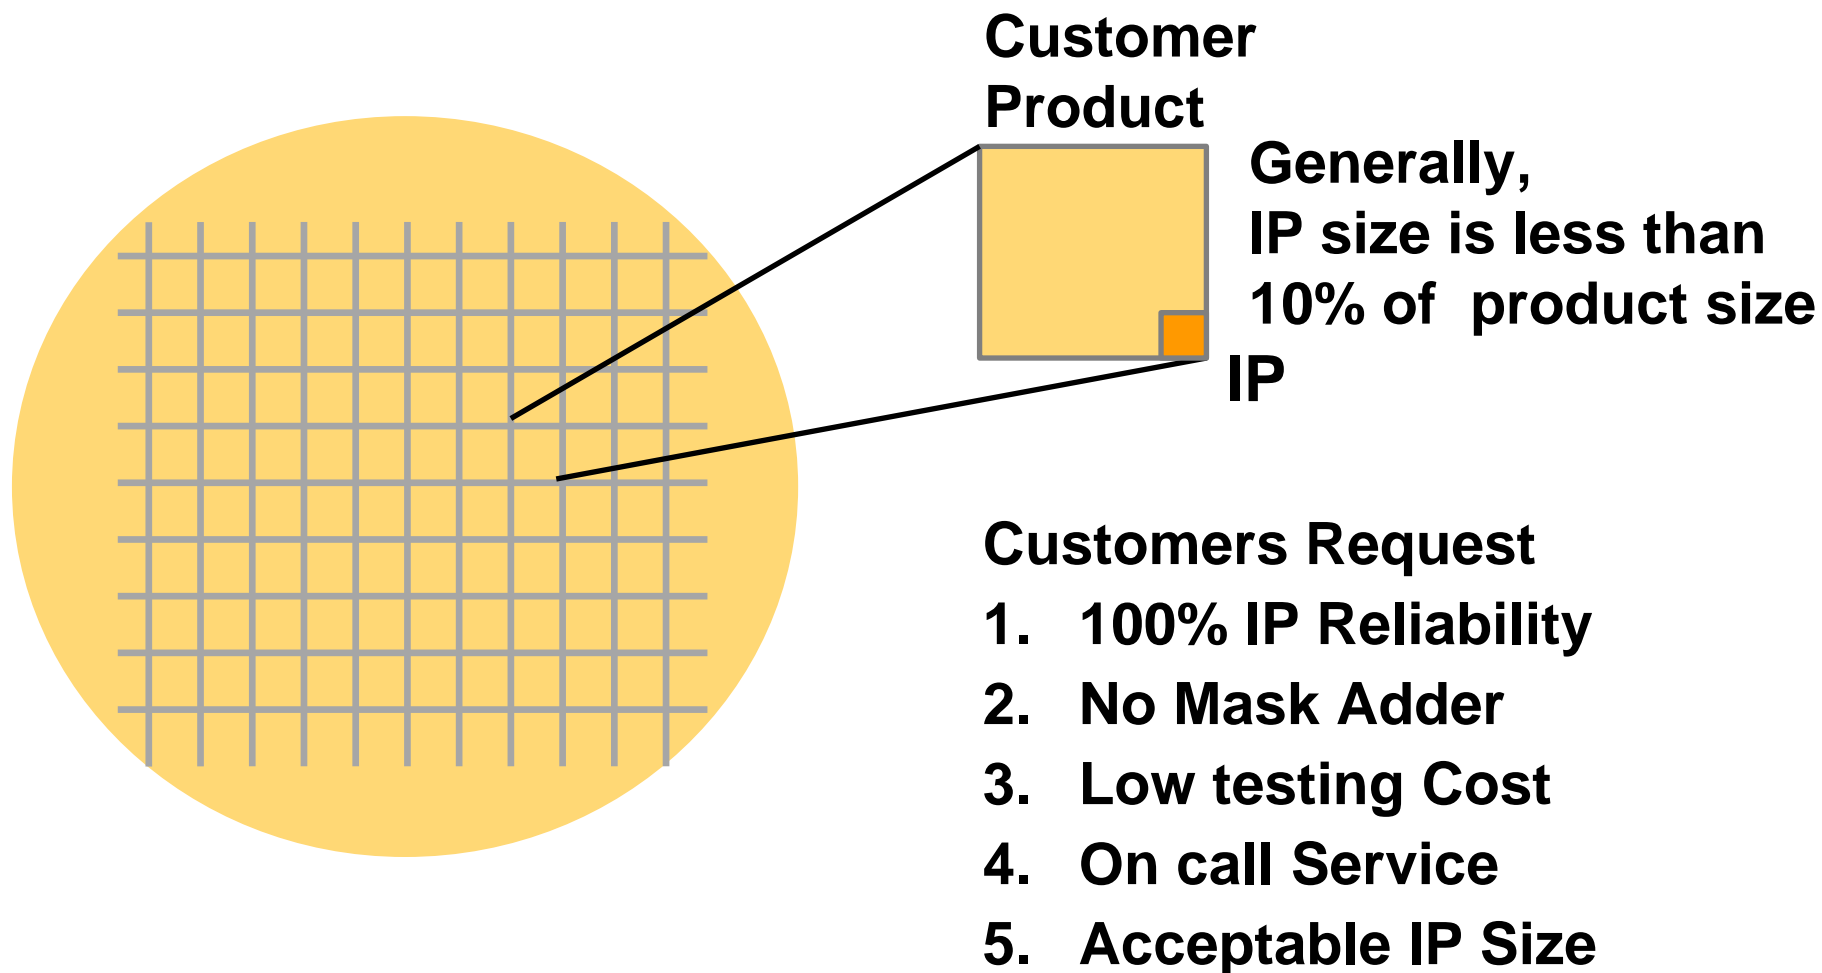 Customer
Product
Generally,
IP size is less than
10% of  product size
IP
Customers Request
1. 100% IP Reliability
2. No Mask Adder
3. Low testing Cost
4. On call Service
5. Acceptable IP Size